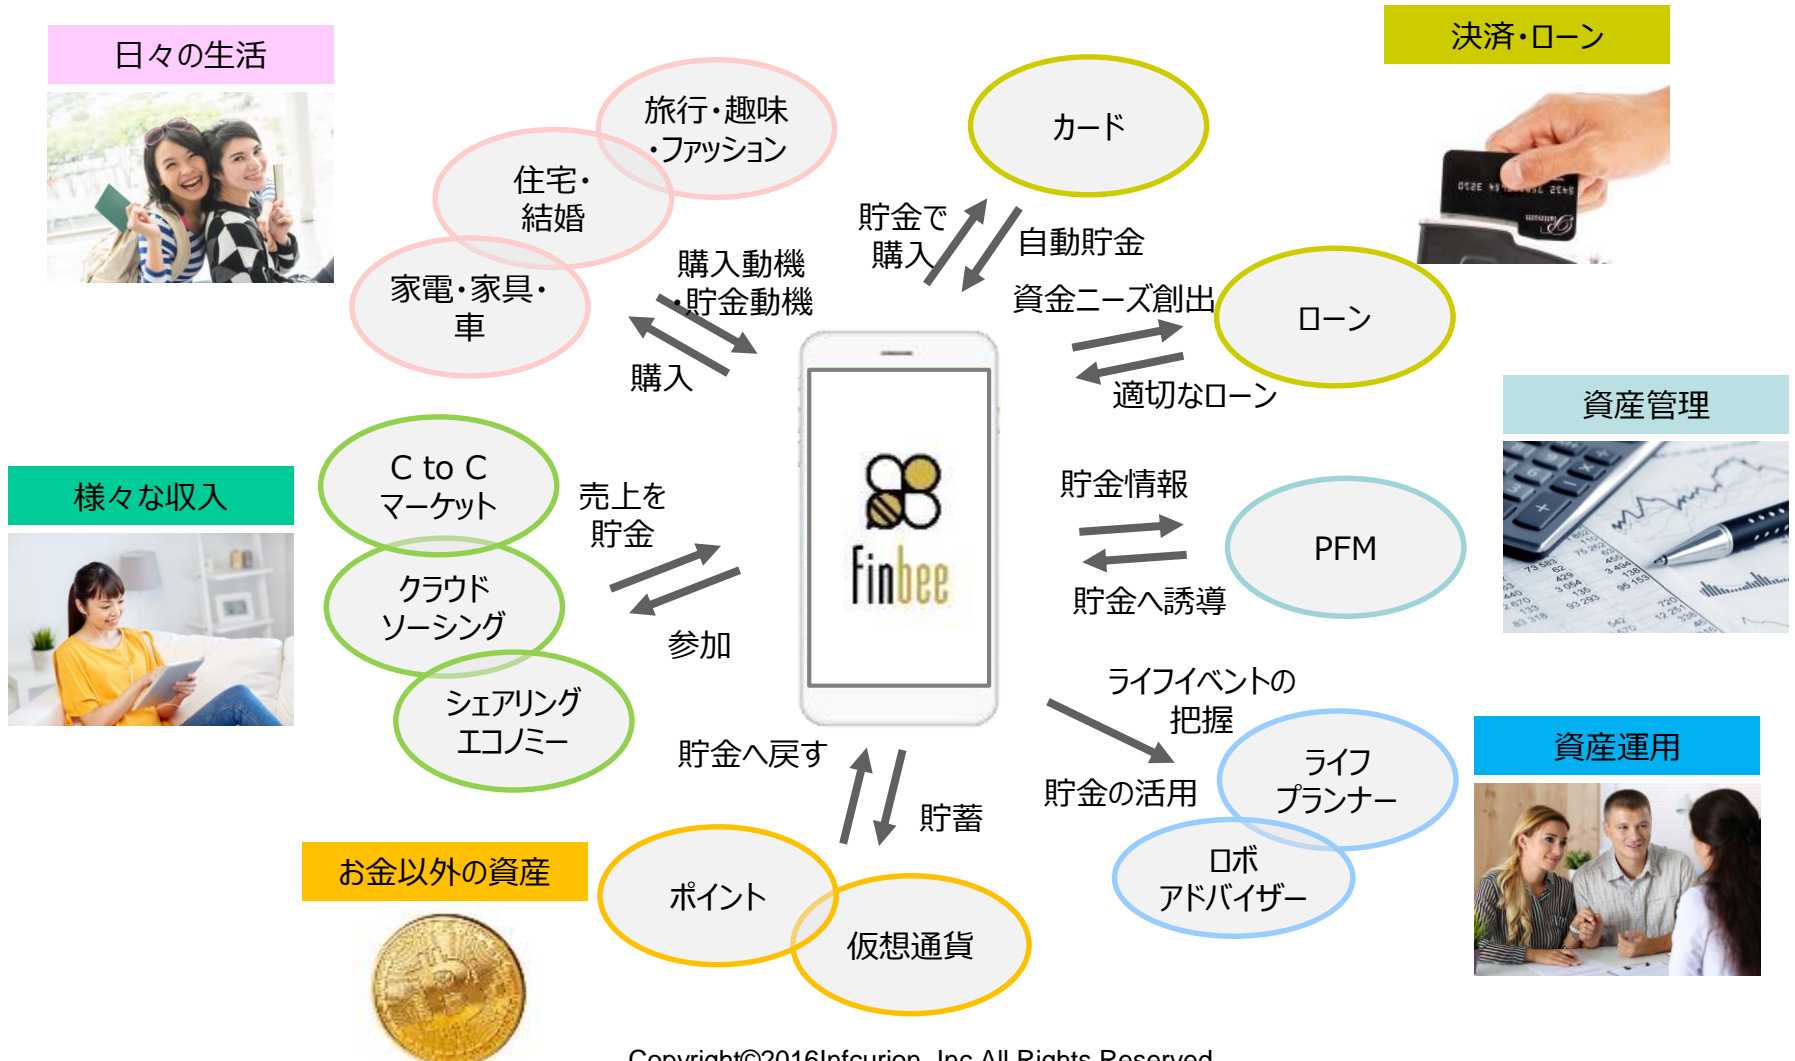 日々の生活
決済・ローン
旅行・趣味
・ファッション
カード
住宅・
結婚
貯金で
購入
自動貯金
家電・家具・
車
購入動機
・貯金動機
資金ニーズ創出
ローン
購入
適切なローン
資産管理
C to C
マーケット
様々な収入
売上を
貯金
finbee
貯金情報
PFM
クラウド
ソーシング
貯金へ誘導
参加
シェアリング
エコノミー
ライフイベントの
把握
貯金へ戻す
資産運用
ライフ
プランナー
貯金の活用
貯蓄
お金以外の資産
ポイント
仮想通貨
ロボ
アドバイザー
Copyright©2016Infcurion, Inc All Rights Reserved